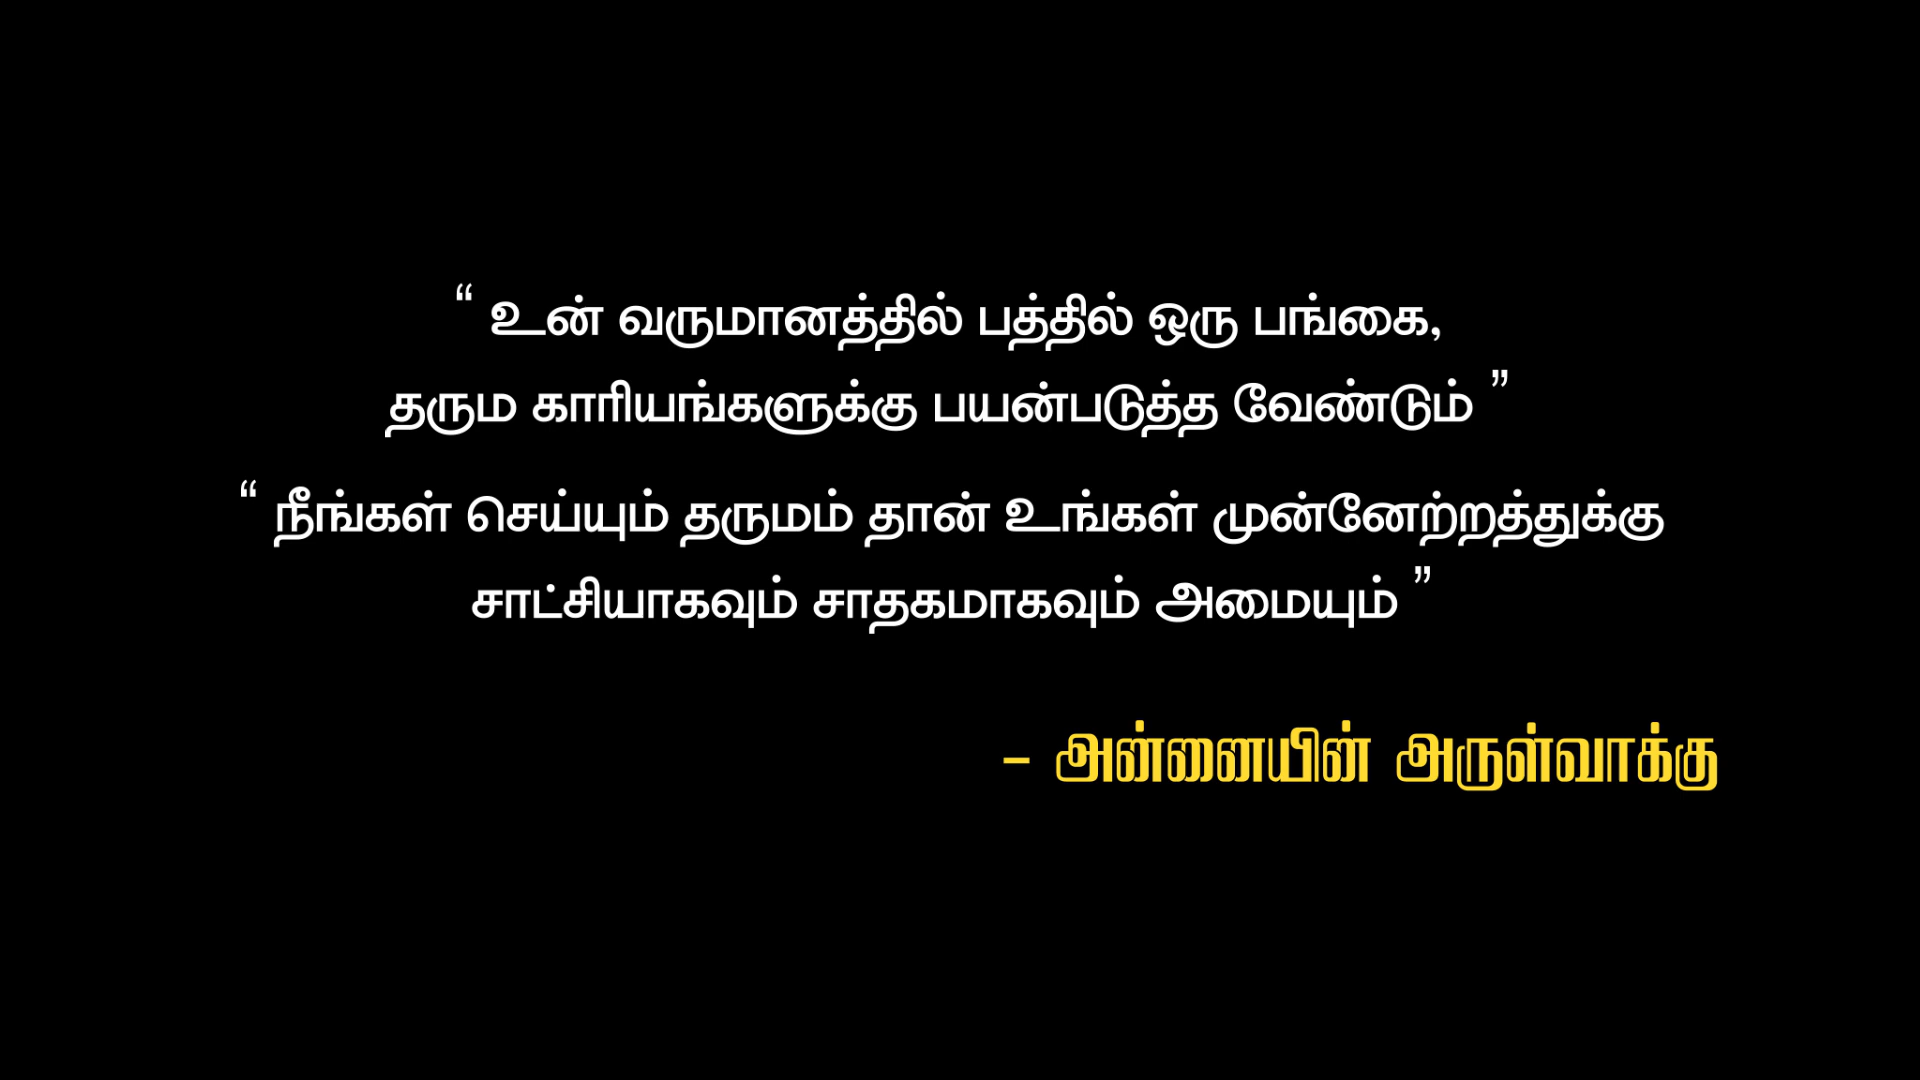 “ உன் வருமானத்தில் பத்தில் ஒரு பங்கை,
தரும காரியங்களுக்கு பயன்படுத்த வேண்டும் ”
“ நீங்கள் செய்யும் தருமம் தான் உங்கள் முன்னேற்றத்துக்கு
சாட்சியாகவும் சாதகமாகவும் அமையும் ”
- அன்னையின் அருள்வாக்கு